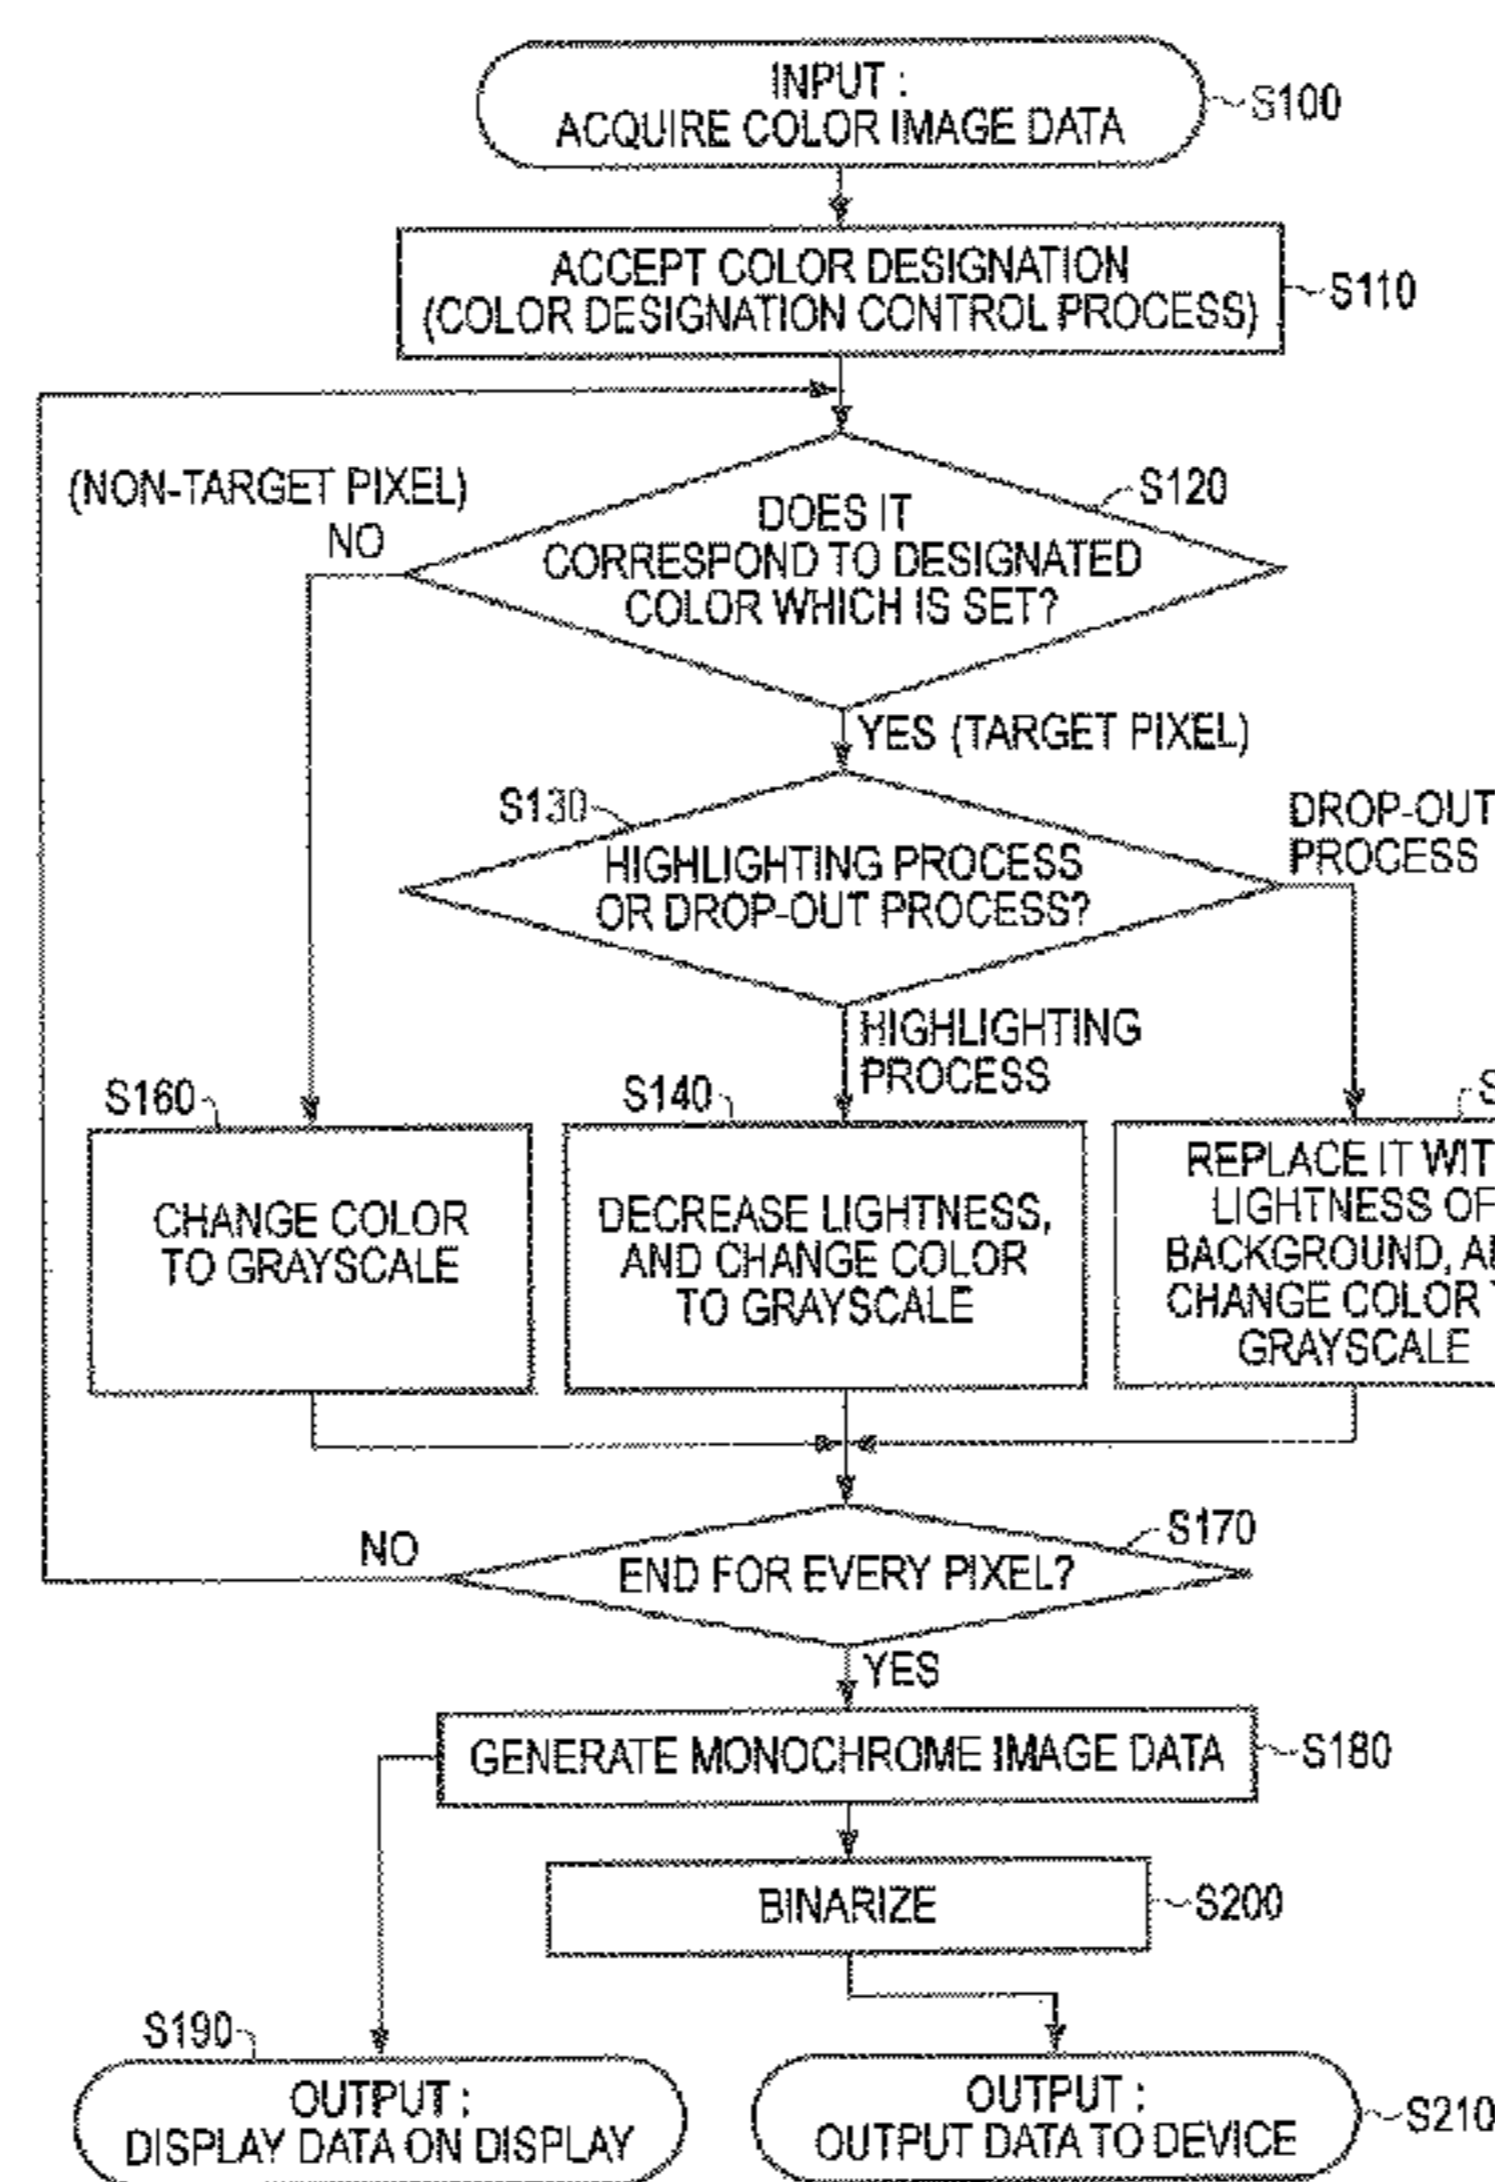 INPUT :
ACQUIRE COLOR IMAGE DATA
S100
ACCEPT COLOR DESIGNATION
(COLOR DESIGNATION CONTROL PROCESS)
S110
(NON-TARGET PIXEL)
NO
S120
DOES IT
CORRESPOND TO DESIGNATED
COLOR WHICH IS SET?
YES (TARGET PIXEL)
S130
HIGHLIGHTING PROCESS
OR DROP-OUT PROCESS?
DROP-OUT
PROCESS
HIGHLIGHTING
PROCESS
S160
CHANGE COLOR
TO GRAYSCALE
S140
DECREASE LIGHTNESS,
AND CHANGE COLOR
TO GRAYSCALE
REPLACE IT
LIGHTNESS OF
BACKGROUND,
CHANGE COLOR
GRAYSCALE
S170
NO
END FOR EVERY PIXEL?
YES
GENERATE MONOCHROME IMAGE DATA
S180
BINARIZE
S200
S190
OUTPUT :
DISPLAY DATA ON DISPLAY
OUTPUT :
OUTPUT DATA TO DEVICE
S210